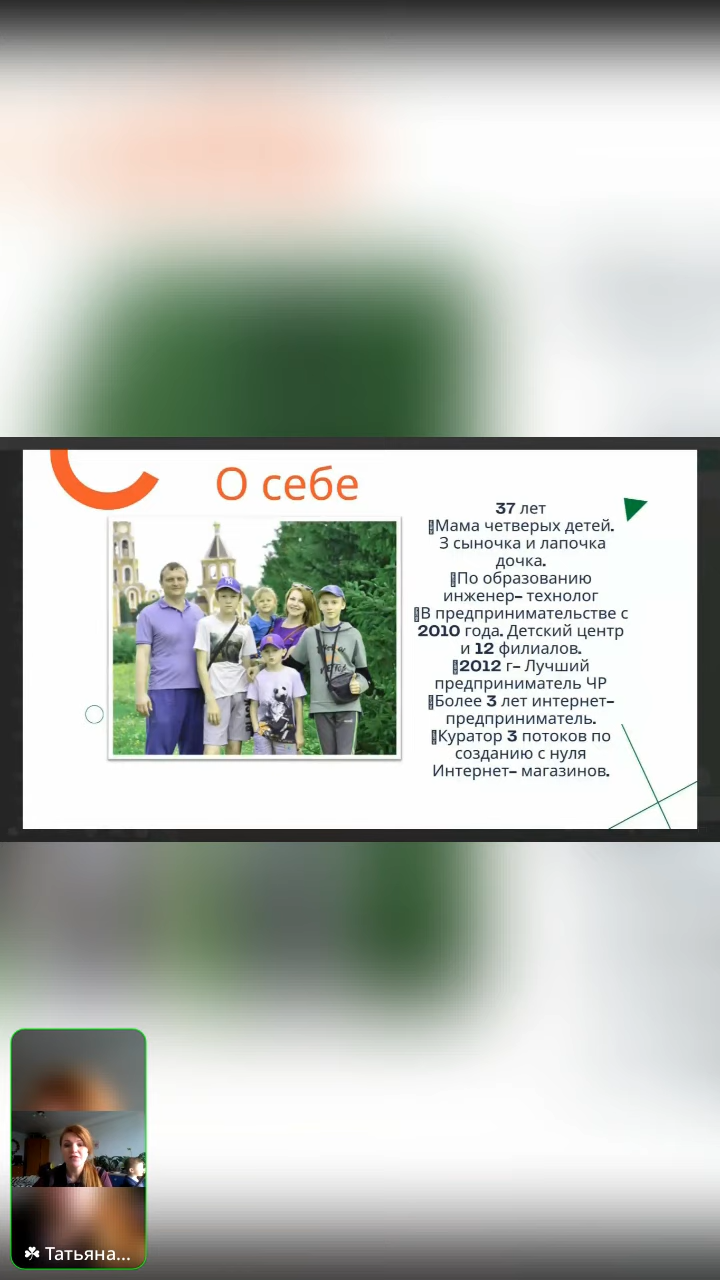 О себе
37 лет
Мама четверых детей.
3 сыночка и лапочка
дочка.
По образованию
инженер– технолог
В предпринимательстве с
2010 года. Детский центр
и 12 филиалов.
2012 г– Лучший
предприниматель ЧР
Более 3 лет интернет–
предприниматель.
Куратор 3 потоков по
созданию с нуля
Интернет– магазинов.
☘ Татьяна...